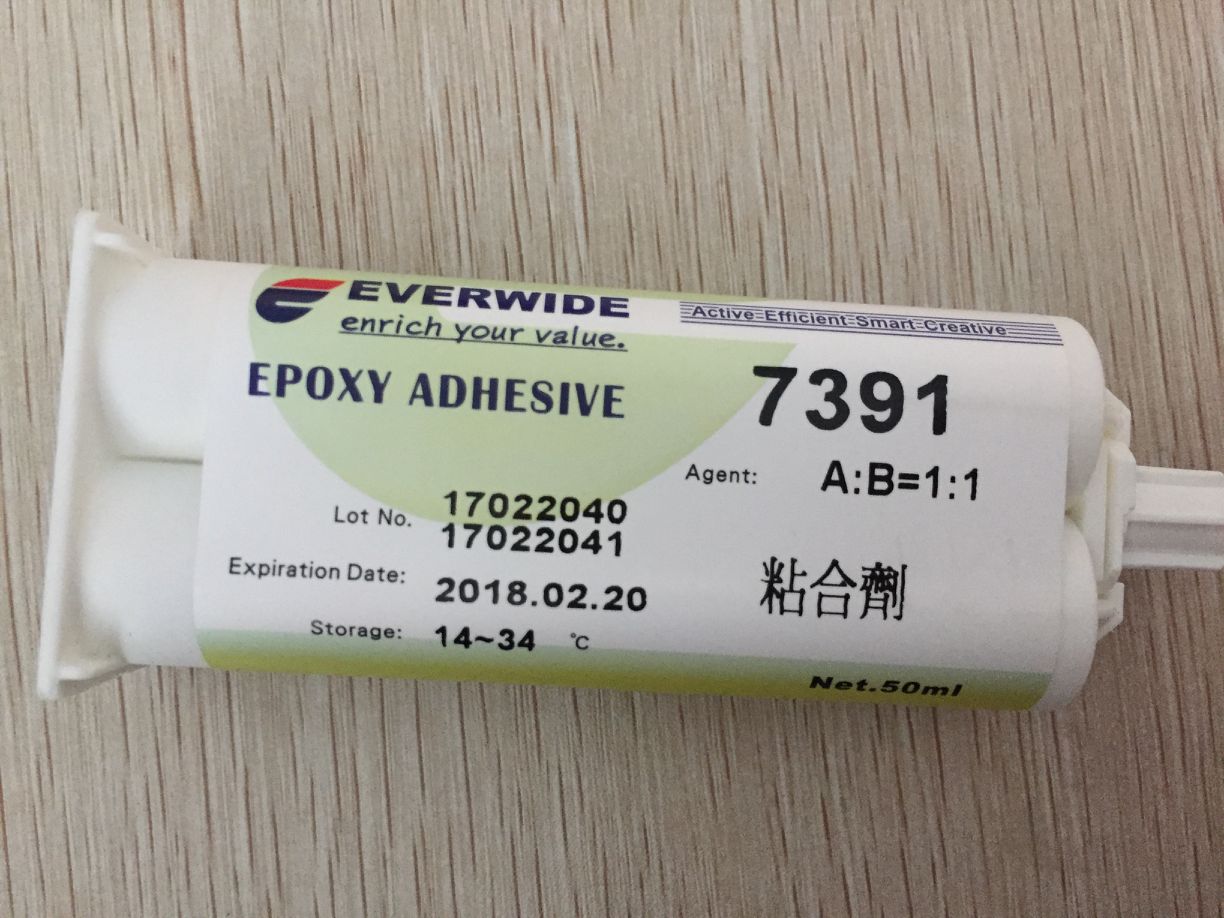 EVERWIDE
enrich your value.
Active-Efficient-Smart-Creative
EPOXY ADHESIVE
7391
Agent: A:B=1:1
Lot No. 17022040
17022041
Expiration Date: 2018.02.20
粘合劑
Storage: 14~34 ℃
Net.50ml